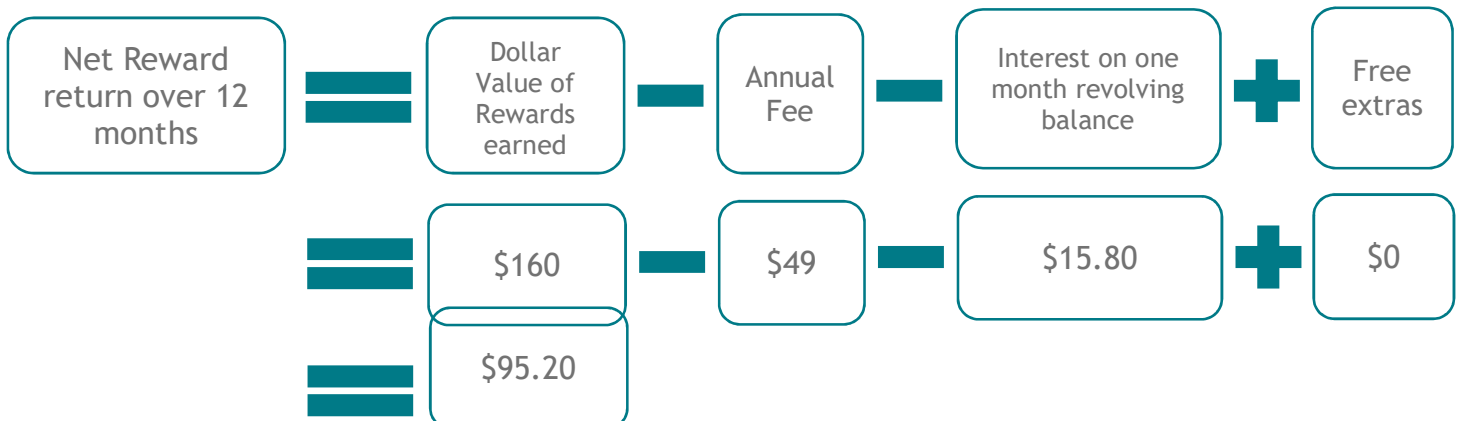 Net Reward
return over 12
months
Dollar
Value of
Rewards
earned
Annual
Fee
Interest on one
month revolving
balance
Free
extras
$160
$49
$15.80
$0
$95.20